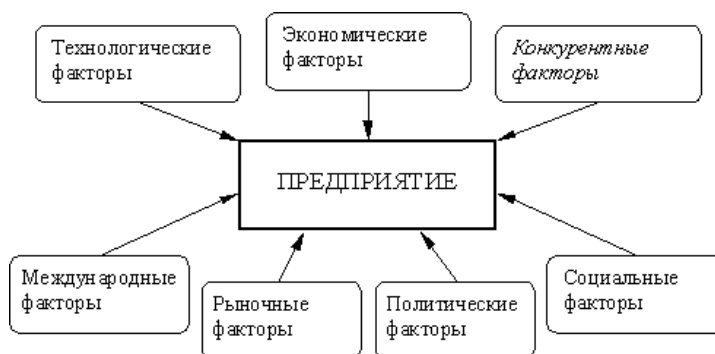 Технологические
факторы
Экономические
факторы
Конкурентные
факторы
ПРЕДПРИЯТИЕ
Международные
факторы
Рыночные
факторы
Политические
факторы
Социальные
факторы